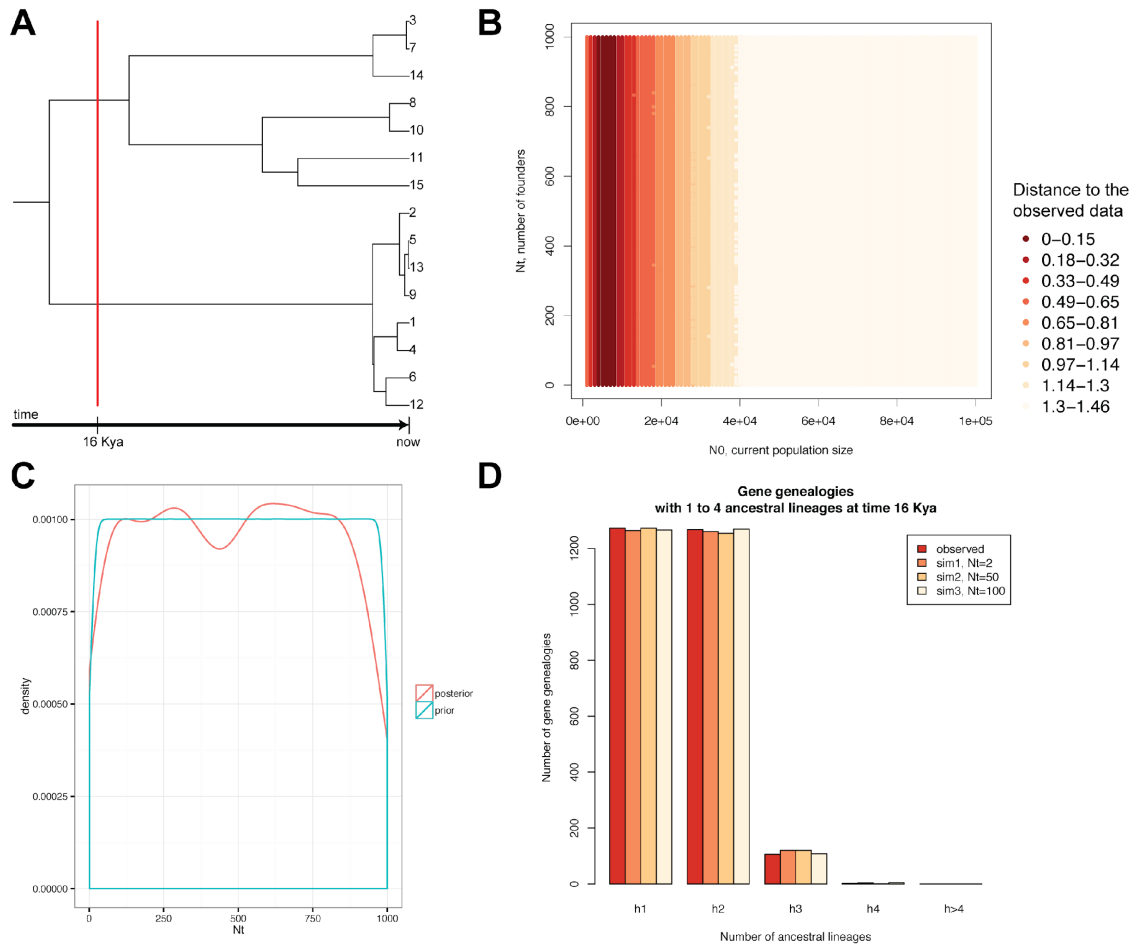 A
3
7
14
8
10
11
15
2
5
13
9
1
4
6
12
time
16 Kya
now
B
1000
800
600
400
200
0
Nt, number of founders
0e+00
2e+04
4e+04
6e+04
8e+04
1e+05
N0, current population size
Distance to the
observed data
0−0.15
0.18−0.32
0.33−0.49
0.49−0.65
0.65−0.81
0.81−0.97
0.97−1.14
1.14−1.3
1.3−1.46
C
0.00100
0.00075
0.00050
0.00025
0.00000
density
0
250
500
750
1000
Nt
posterior
prior
D
Gene genealogies
with 1 to 4 ancestral lineages at time 16 Kya
1200
1000
800
600
400
200
0
Number of gene genealogies
observed
sim1, Nt=2
sim2, Nt=50
sim3, Nt=100
h1
h2
h3
h4
h>4
Number of ancestral lineages